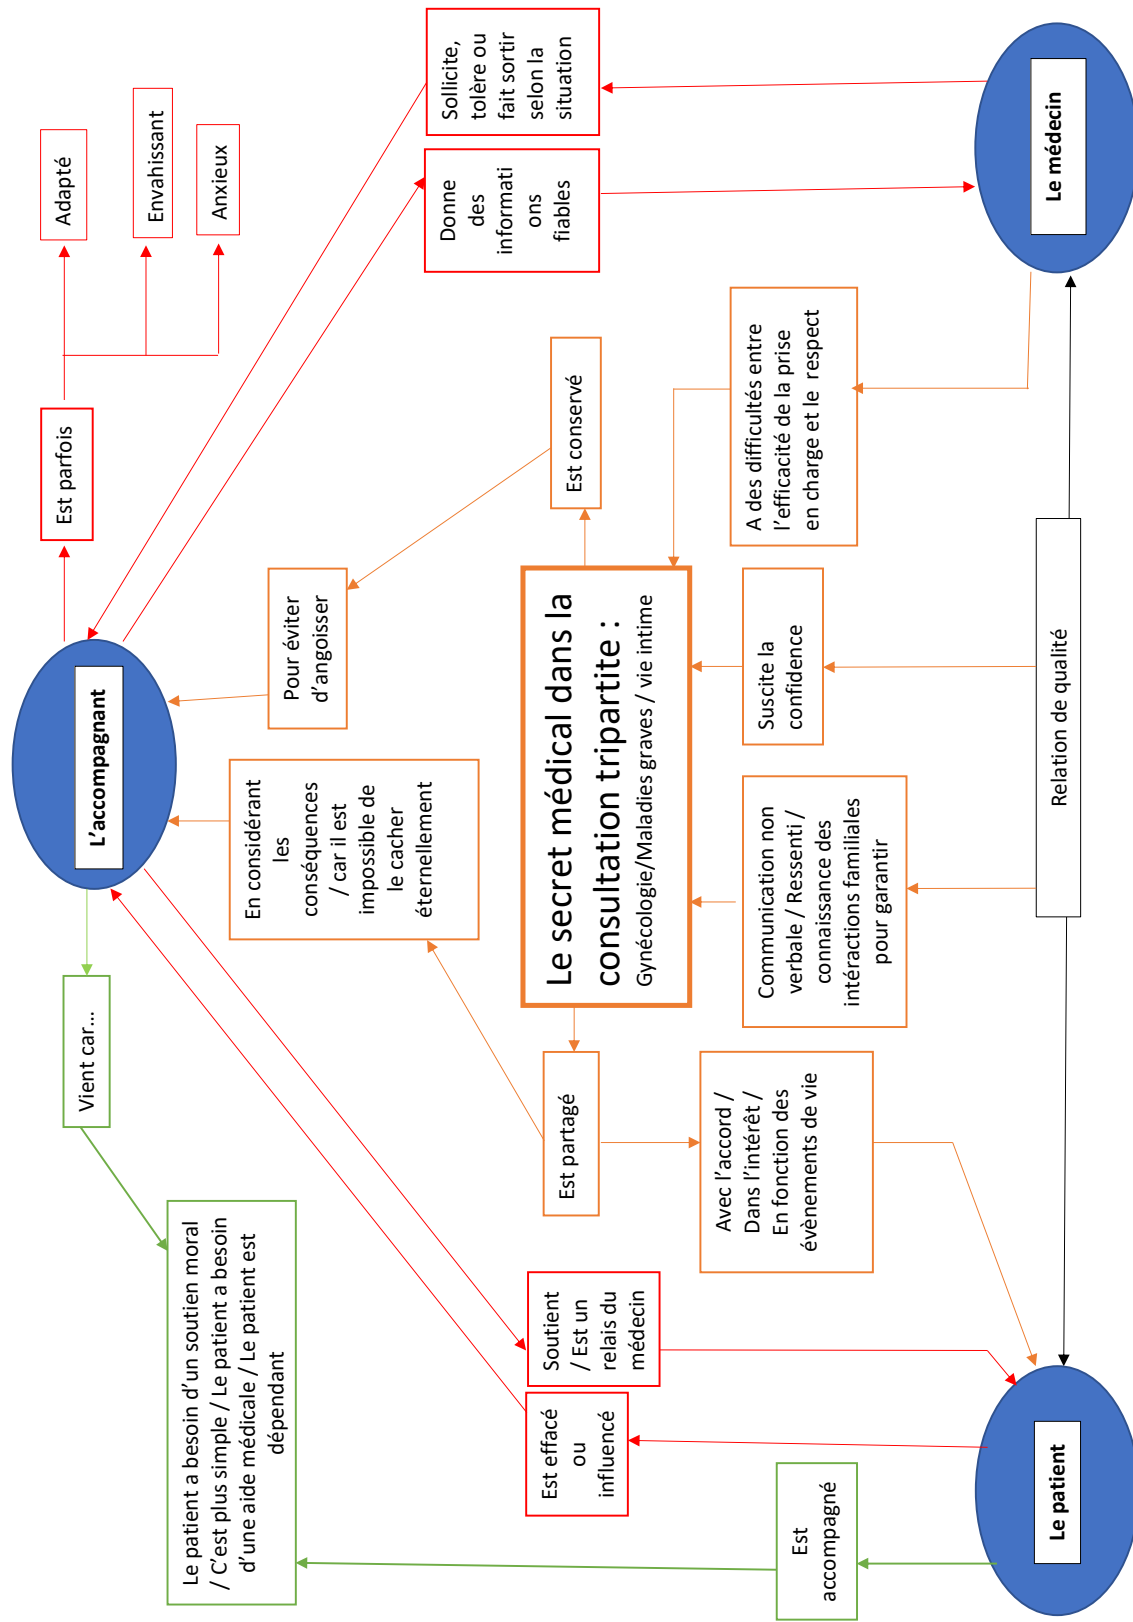 Le patient a besoin d'un soutien moral
/ C'est plus simple / Le patient a besoin
d'une aide médicale / Le patient est
dépendant
Vient car…
L'accompagnant
Est parfois
Adapté
Envahissant
Anxieux
En considérant
les
conséquences
/ car il est
impossible de
le cacher
éternellement
Pour éviter
d'angoisser
Sollicite,
tolère ou
fait sortir
selon la
situation
Donne
des
informati
ons
fiables
Est effacé
ou
influencé
Soutient
/ Est un
relais du
médecin
Est partagé
Le secret médical dans la
consultation tripartite :
Gynécologie/Maladies graves / vie intime
Est conservé
Avec l'accord /
Dans l'intérêt /
En fonction des
évènements de vie
Communication non
verbale / Ressenti /
connaissance des
intéractions familiales
pour garantir
Suscite la
confidence
A des difficultés entre
l'efficacité de la prise
en charge et le respect
Est
accompagné
Le patient
Relation de qualité
Le médecin